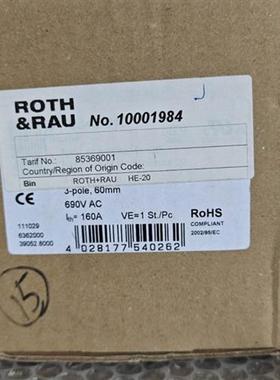 ROTH
&RAU
No. 10001984
Tarif No.: 85369001
Country/Region of Origin Code:
Bin ROTH+RAU HE-20
3-pole, 60mm
CE
690V AC
Ith= 160A VE=1 St./Pc
RoHS
COMPLIANT
2002/95/EC
111029
6362000
39052.8000
4 028177 540262
15